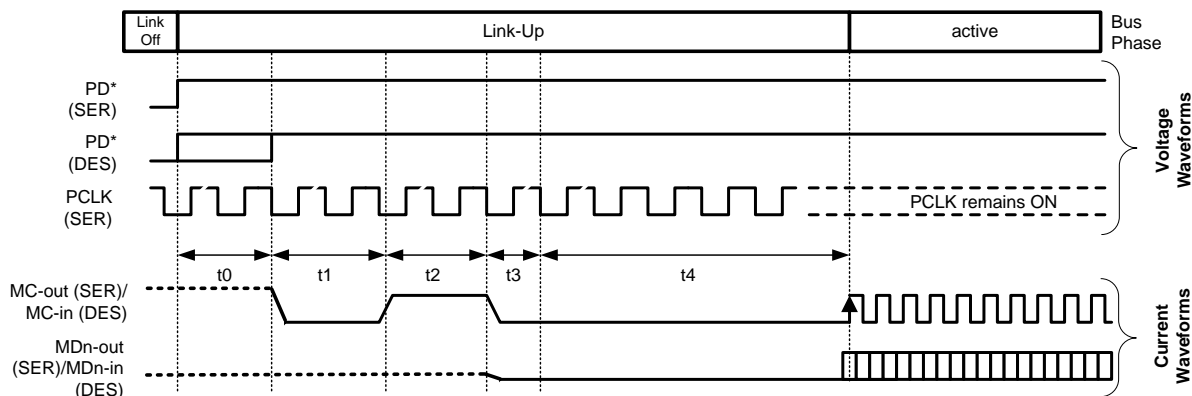 Link
Off
Link-Up
active
Bus
Phase
PD*
(SER)
PD*
(DES)
PCLK
(SER)
PCLK remains ON
Voltage
Waveforms
t0
t1
t2
t3
t4
MC-out (SER)/
MC-in (DES)
MDn-out
(SER)/MDn-in
(DES)
Current
Waveforms